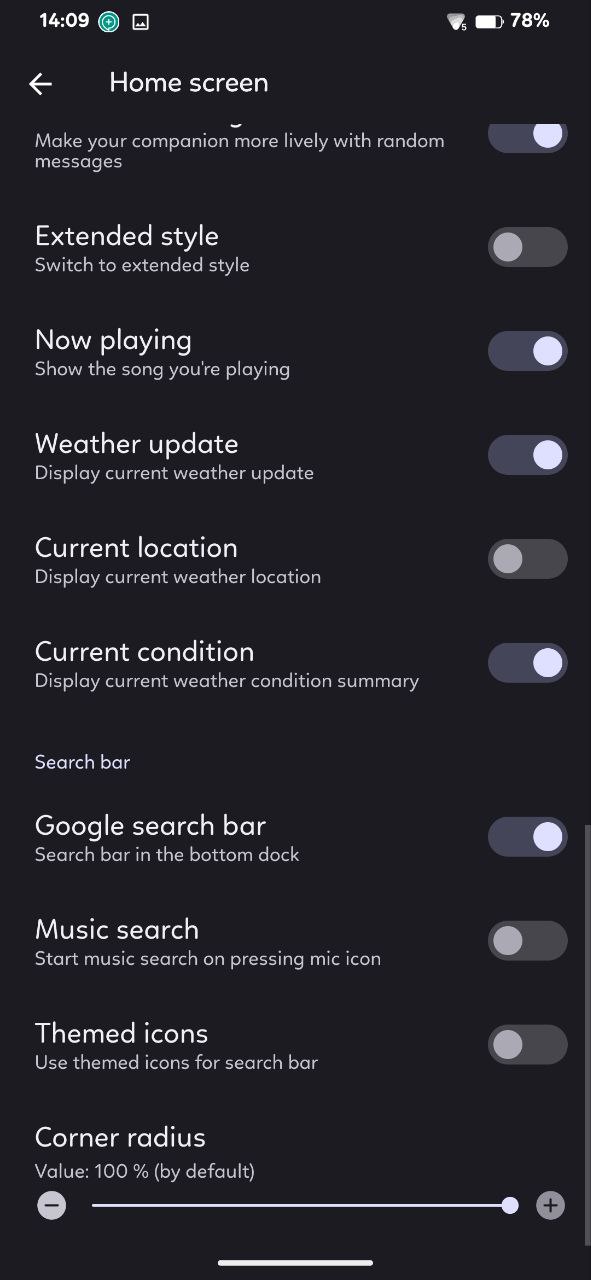 14:09
5
78%
Home screen
Make your companion more lively with random
messages
Extended style
Switch to extended style
Now playing
Show the song you're playing
Weather update
Display current weather update
Current location
Display current weather location
Current condition
Display current weather condition summary
Search bar
Google search bar
Search bar in the bottom dock
Music search
Start music search on pressing mic icon
Themed icons
Use themed icons for search bar
Corner radius
Value: 100 % (by default)